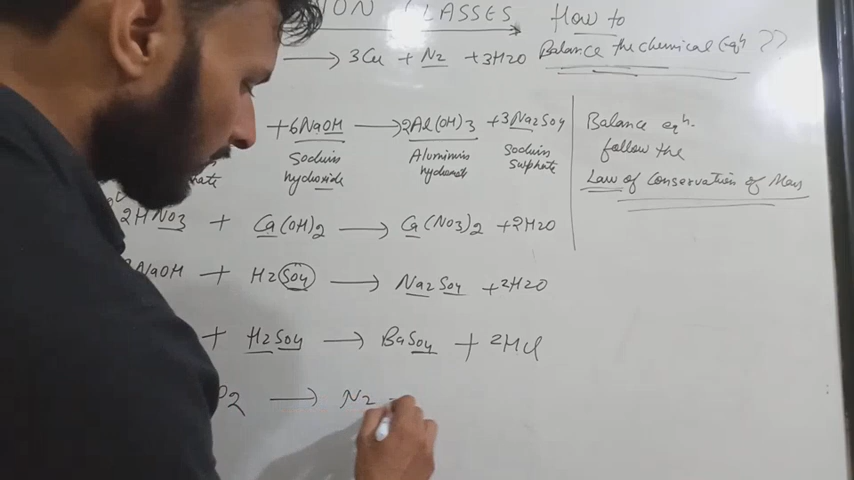 ION CLASSES
How to
Balance the chemical Eqn ??
⟶ 3Cu + N2 + 3H2O
+6NaOH ⟶ 2Al(OH)3 +3Na2SO4
Sodium Aluminium Sodium
hydroxide Sulphate
Balance eqn.
follow the
Law of Conservation of Mass
2HNO3 + Ca(OH)2 ⟶ Ca(NO3)2 +2H2O
NaOH + H2SO4 ⟶ Na2SO4 +2H2O
+ H2SO4 ⟶ BaSO4 + 2HCl
O2 ⟶ N2